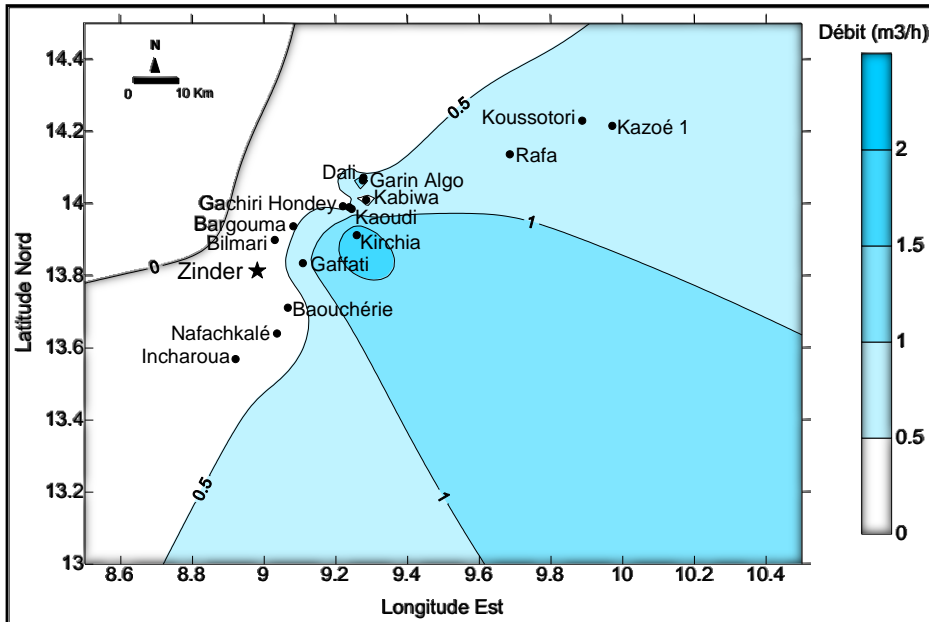 Débit (m3/h)
N
0 10 Km
14.4
14.2
14
13.8
13.6
13.4
13.2
13
Latitude Nord
0.5
Koussotori
Kazoé 1
Rafa
Dali
Garin Algo
Kabiwa
Gachiri Hondey
Kaoudi
Bargouma
Bilmari
Kirchia
1
Zinder
Gaffati
0
Baouchérie
Nafachkalé
Incharoua
0.5
1
8.6 8.8 9 9.2 9.4 9.6 9.8 10 10.2 10.4
Longitude Est
2
1.5
1
0.5
0